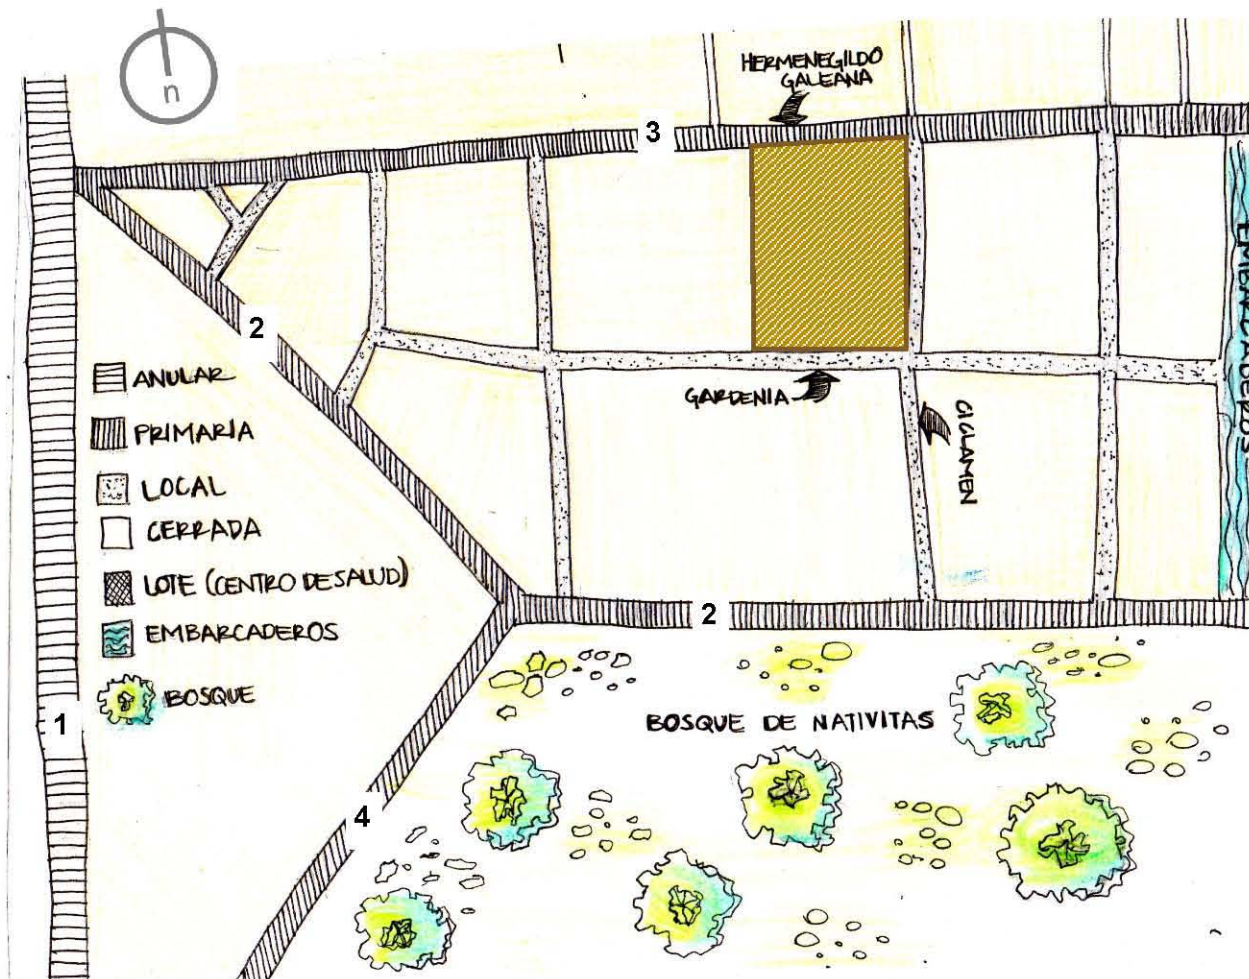 n
HERMENEGILDO
GALEANA
3
2
GARDENIA
CICLAMEN
EMBARCADEROS
ANULAR
PRIMARIA
LOCAL
CERRADA
LOTE (CENTRO DE SALUD)
EMBARCADEROS
BOSQUE
2
1
BOSQUE DE NATIVITAS
4